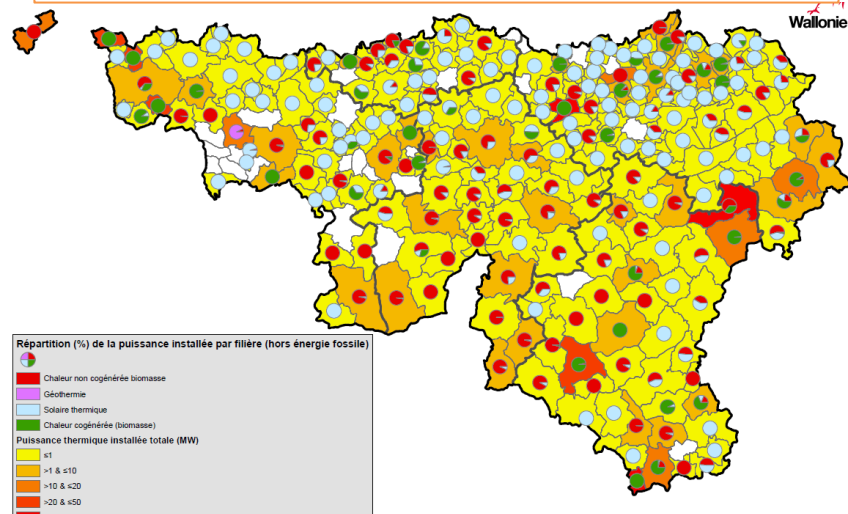 Wallonie
Répartition (%) de la puissance installée par filière (hors énergie fossile)
Chaleur non cogénérée biomasse
Géothermie
Solaire thermique
Chaleur cogénérée (biomasse)
Puissance thermique installée totale (MW)
≤1
>1 & ≤10
>10 & ≤20
>20 & ≤50